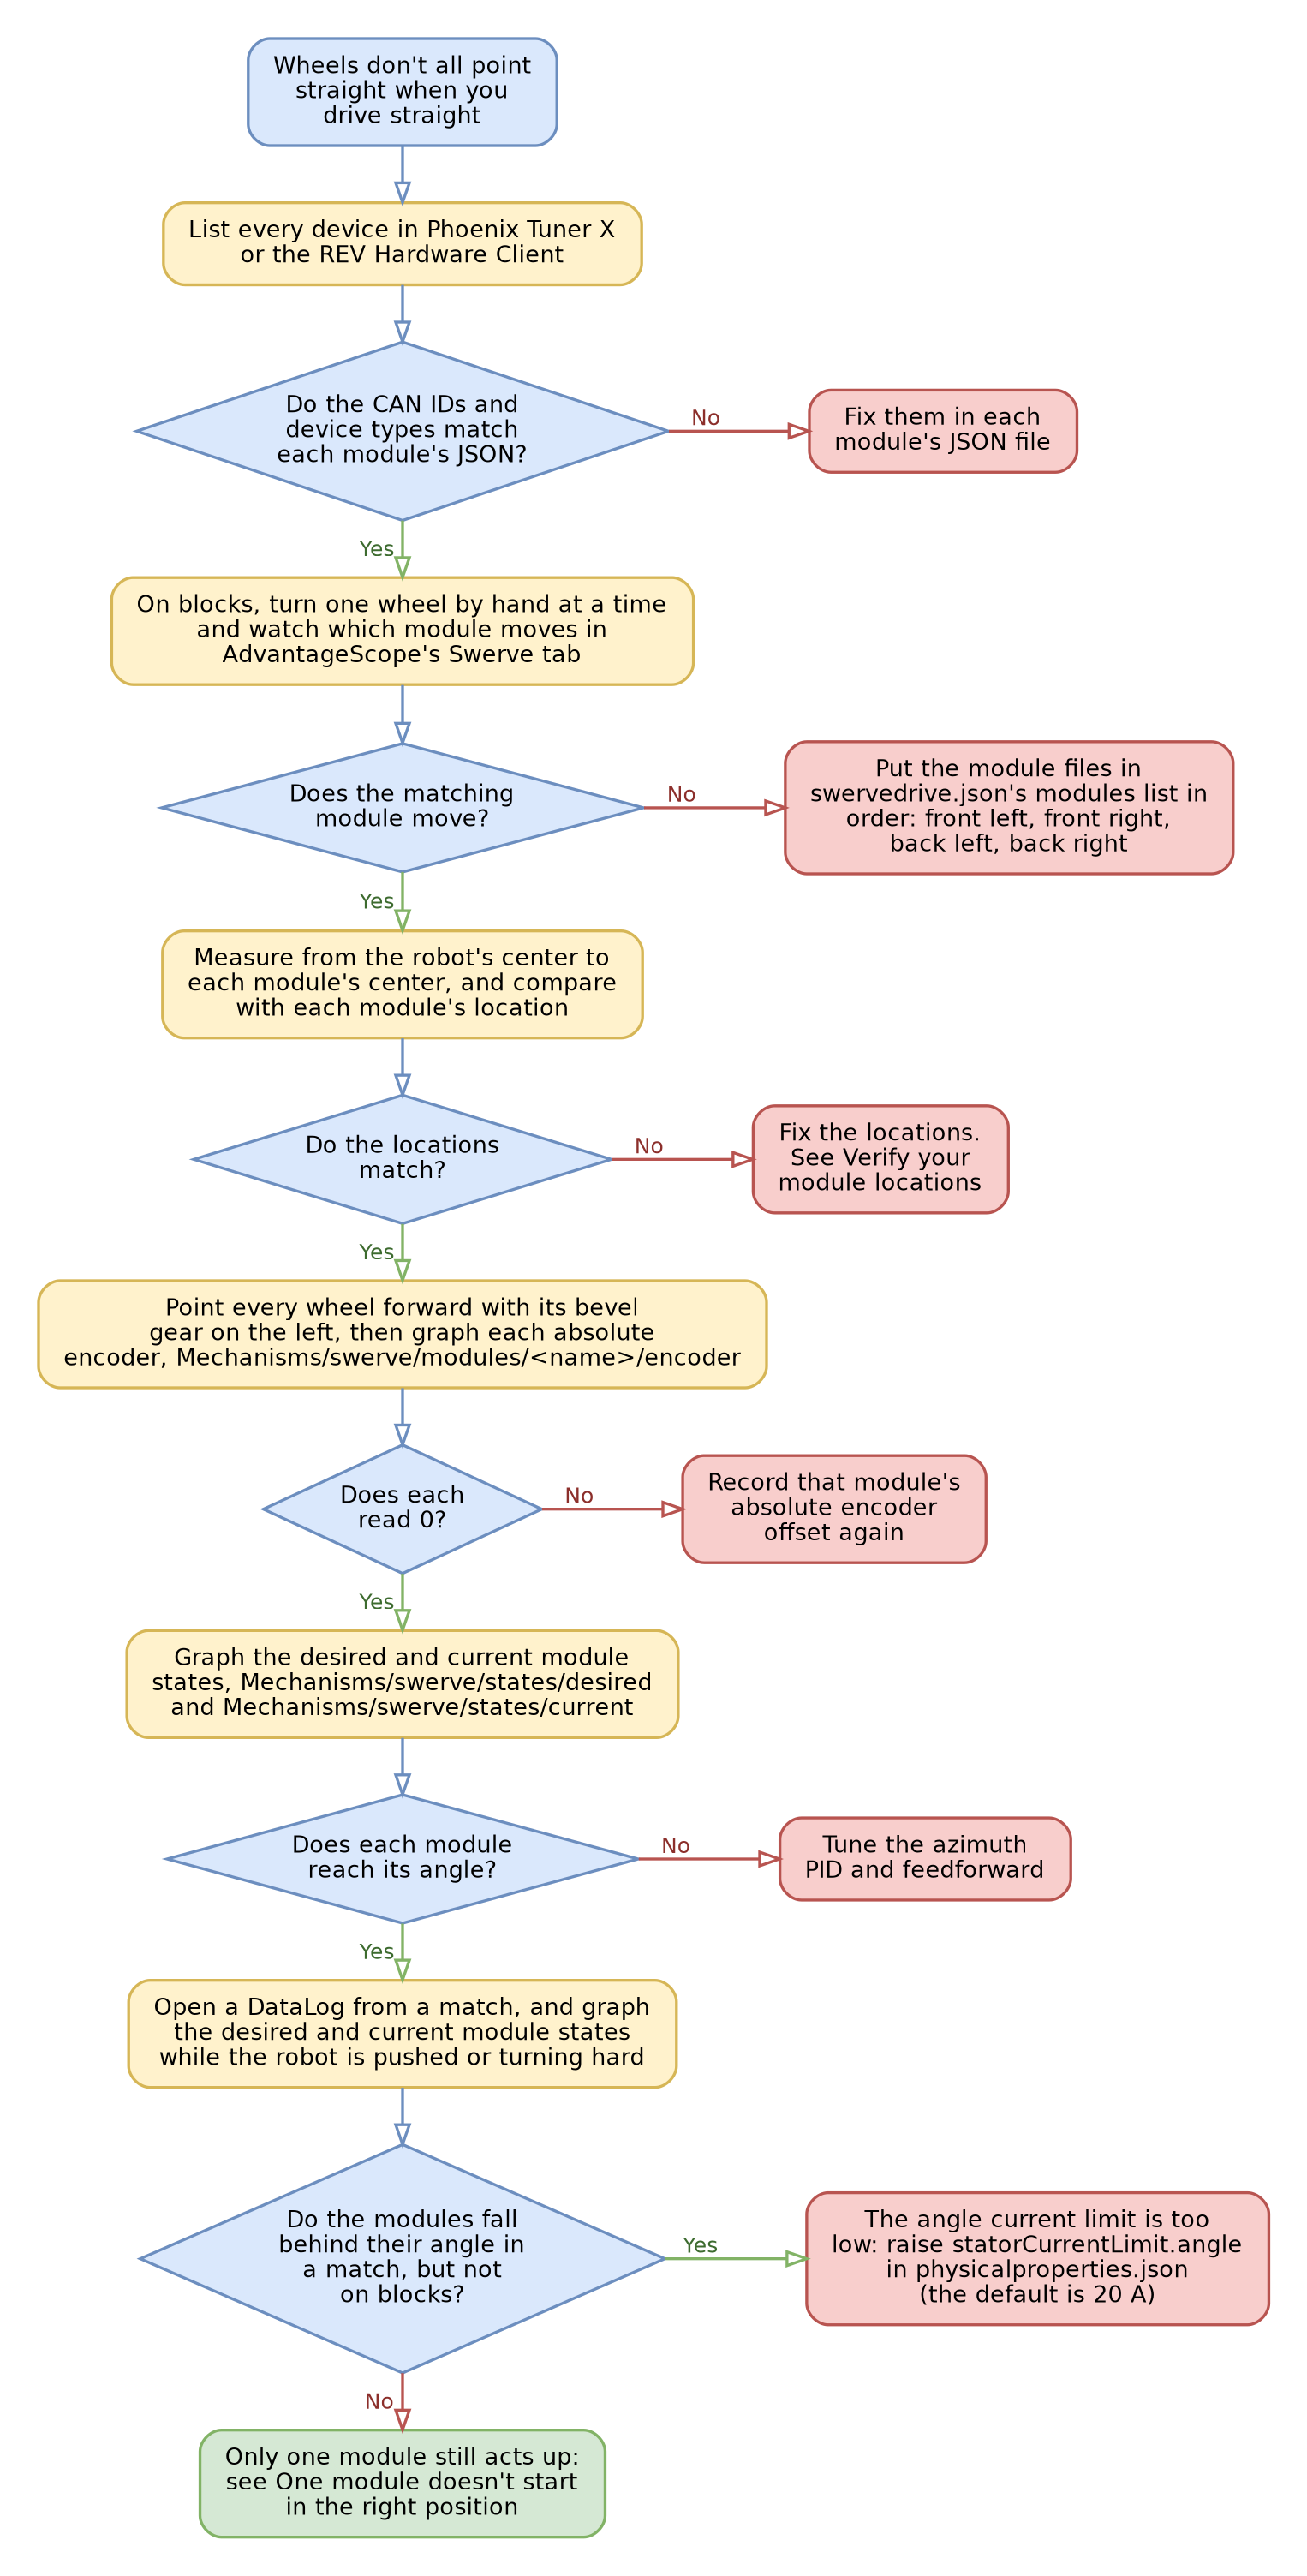 Wheels don't all point
straight when you
drive straight
List every device in Phoenix Tuner X
or the REV Hardware Client
Do the CAN IDs and
device types match
each module's JSON?
No
Fix them in each
module's JSON file
Yes
On blocks, turn one wheel by hand at a time
and watch which module moves in
AdvantageScope's Swerve tab
Does the matching
module move?
No
Put the module files in
swervedrive.json's modules list in
order: front left, front right,
back left, back right
Yes
Measure from the robot's center to
each module's center, and compare
with each module's location
Do the locations
match?
No
Fix the locations.
See Verify your
module locations
Yes
Point every wheel forward with its bevel
gear on the left, then graph each absolute
encoder, Mechanisms/swerve/modules/<name>/encoder
Does each
read 0?
No
Record that module's
absolute encoder
offset again
Yes
Graph the desired and current module
states, Mechanisms/swerve/states/desired
and Mechanisms/swerve/states/current
Does each module
reach its angle?
No
Tune the azimuth
PID and feedforward
Yes
Open a DataLog from a match, and graph
the desired and current module states
while the robot is pushed or turning hard
Do the modules fall
behind their angle in
a match, but not
on blocks?
Yes
The angle current limit is too
low: raise statorCurrentLimit.angle
in physicalproperties.json
(the default is 20 A)
No
Only one module still acts up:
see One module doesn't start
in the right position